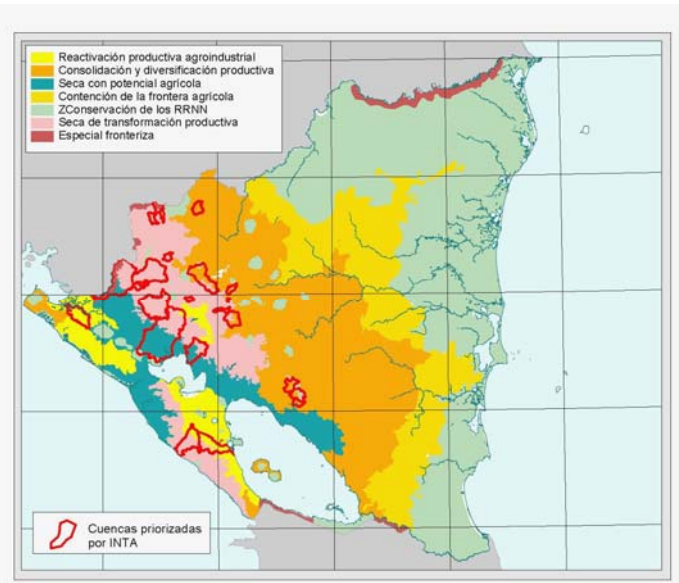 Reactivación productiva agroindustrial
Consolidación y diversificación productiva
Seca con potencial agrícola
Contención de la frontera agrícola
ZConservación de los RRNN
Seca de transformación productiva
Especial fronteriza
Cuencas priorizadas
por INTA